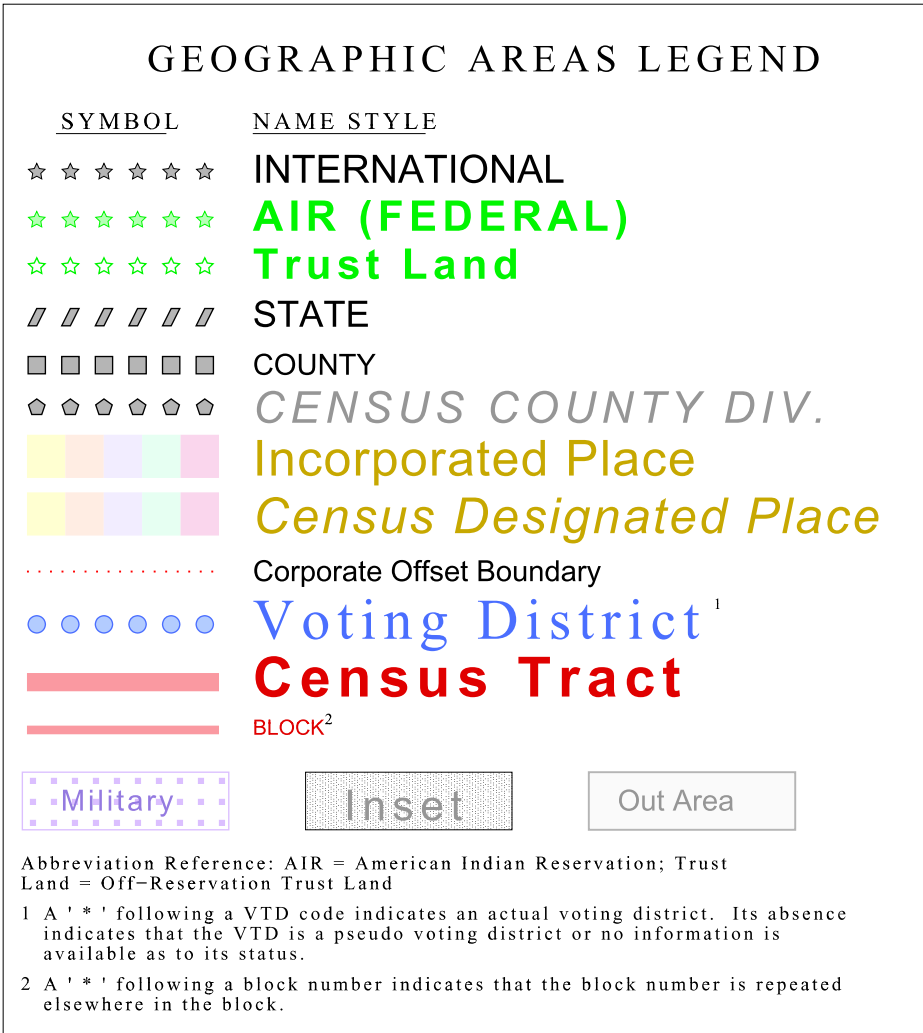 GEOGRAPHIC AREAS LEGEND
SYMBOL NAME STYLE
INTERNATIONAL
AIR (FEDERAL)
Trust Land
STATE
COUNTY
CENSUS COUNTY DIV.
Incorporated Place
Census Designated Place
Corporate Offset Boundary
Voting District 1
Census Tract
BLOCK2
Military Inset Out Area
Abbreviation Reference: AIR = American Indian Reservation; Trust
Land = Off−Reservation Trust Land
1 A ' * ' following a VTD code indicates an actual voting district. Its absence
indicates that the VTD is a pseudo voting district or no information is
available as to its status.
2 A ' * ' following a block number indicates that the block number is repeated
elsewhere in the block.